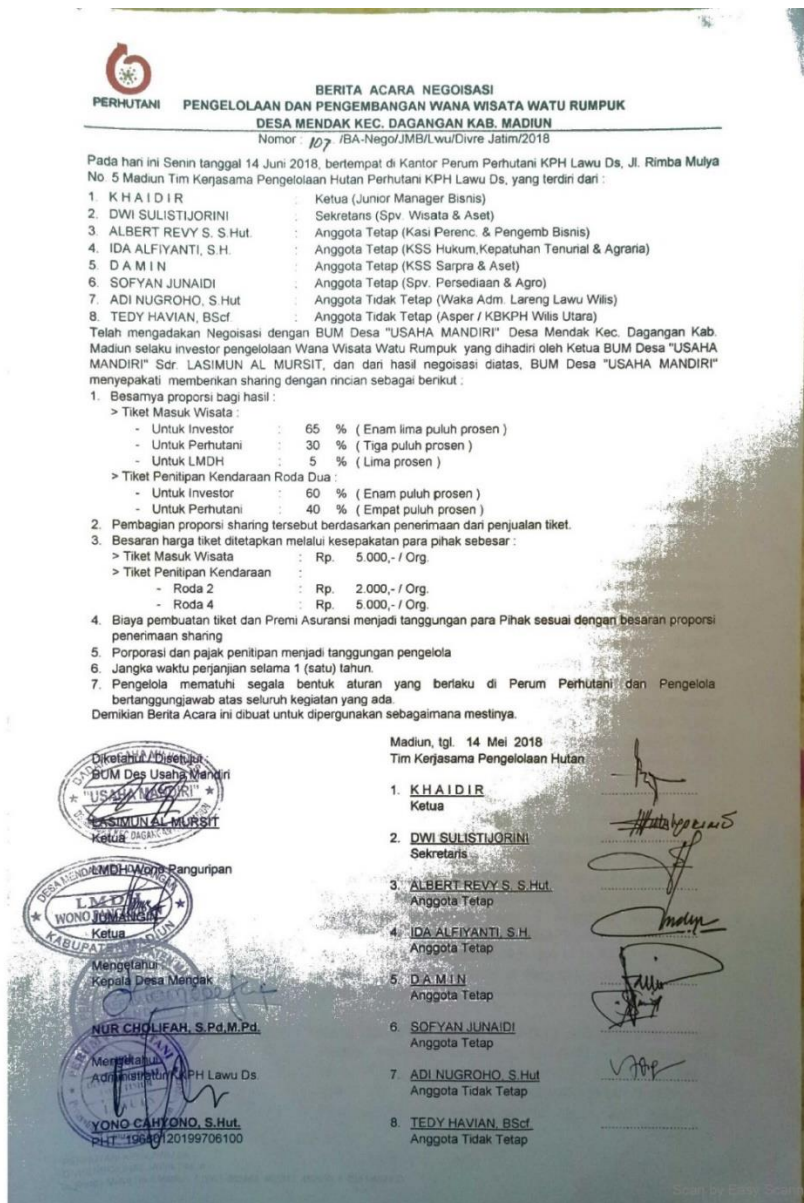 PERHUTANI
BERITA ACARA NEGOISASI
PENGELOLAAN DAN PENGEMBANGAN WANA WISATA WATU RUMPUK
DESA MENDAK KEC. DAGANGAN KAB. MADIUN
Nomor : 107 /BA-Nego/JMB/Lwu/Divre Jatim/2018
Pada hari ini Senin tanggal 14 Juni 2018, bertempat di Kantor Perum Perhutani KPH Lawu Ds, Jl. Rimba Mulya
No. 5 Madiun Tim Kerjasama Pengelolaan Hutan Perhutani KPH Lawu Ds, yang terdiri dari :
1. K H A I D I R : Ketua (Junior Manager Bisnis)
2. DWI SULISTIJORINI : Sekretaris (Spv. Wisata & Aset)
3. ALBERT REVY S. S.Hut. : Anggota Tetap (Kasi Perenc. & Pengemb Bisnis)
4. IDA ALFIYANTI, S.H. : Anggota Tetap (KSS Hukum,Kepatuhan Tenurial & Agraria)
5. D A M I N : Anggota Tetap (KSS Sarpra & Aset)
6. SOFYAN JUNAIDI : Anggota Tetap (Spv. Persediaan & Agro)
7. ADI NUGROHO, S.Hut : Anggota Tidak Tetap (Waka Adm. Lareng Lawu Wilis)
8. TEDY HAVIAN, BScf. : Anggota Tidak Tetap (Asper / KBKPH Wilis Utara)
Telah mengadakan Negoisasi dengan BUM Desa "USAHA MANDIRI" Desa Mendak Kec. Dagangan Kab.
Madiun selaku investor pengelolaan Wana Wisata Watu Rumpuk yang dihadiri oleh Ketua BUM Desa "USAHA
MANDIRI" Sdr. LASIMUN AL MURSIT, dan dari hasil negoisasi diatas, BUM Desa "USAHA MANDIRI"
menyepakati memberikan sharing dengan rincian sebagai berikut :
1. Besarnya proporsi bagi hasil :
> Tiket Masuk Wisata :
- Untuk Investor : 65 % ( Enam lima puluh prosen )
- Untuk Perhutani : 30 % ( Tiga puluh prosen )
- Untuk LMDH : 5 % ( Lima prosen )
> Tiket Penitipan Kendaraan Roda Dua :
- Untuk Investor : 60 % ( Enam puluh prosen )
- Untuk Perhutani : 40 % ( Empat puluh prosen )
2. Pembagian proporsi sharing tersebut berdasarkan penerimaan dari penjualan tiket.
3. Besaran harga tiket ditetapkan melalui kesepakatan para pihak sebesar :
> Tiket Masuk Wisata : Rp. 5.000,- / Org.
> Tiket Penitipan Kendaraan :
- Roda 2 : Rp. 2.000,- / Org.
- Roda 4 : Rp. 5.000,- / Org.
4. Biaya pembuatan tiket dan Premi Asuransi menjadi tanggungan para Pihak sesuai dengan besaran proporsi
penerimaan sharing
5. Porporasi dan pajak penitipan menjadi tanggungan pengelola
6. Jangka waktu perjanjian selama 1 (satu) tahun.
7. Pengelola mematuhi segala bentuk aturan yang berlaku di Perum Perhutani dan Pengelola
bertanggungjawab atas seluruh kegiatan yang ada.
Demikian Berita Acara ini dibuat untuk dipergunakan sebagaimana mestinya.
Diketahui / Disetujui :
BUM Des Usaha Mandiri
"USAHA MANDIRI"
LASIMUN AL MURSIT
Ketua
LMDH Wono Panguripan
LMDH
JUMANGIN
Ketua
KABUPATEN MADIUN
Mengetahui
Kepala Desa Mengak
NUR CHOLIFAH, S.Pd,M.Pd.
Mengetahui
Administratur KKPH Lawu Ds.
YONO CAHYONO, S.Hut.
Madiun, tgl. 14 Mei 2018
Tim Kerjasama Pengelolaan Hutan
1. K H A I D I R
Ketua
2. DWI SULISTIJORINI
Sekretaris
3. ALBERT REVY S. S.Hut.
Anggota Tetap
4. IDA ALFIYANTI, S.H.
Anggota Tetap
5. D A M I N
Anggota Tetap
6. SOFYAN JUNAIDI
Anggota Tetap
7. ADI NUGROHO, S.Hut
Anggota Tidak Tetap
8. TEDY HAVIAN, BScf.
Anggota Tidak Tetap